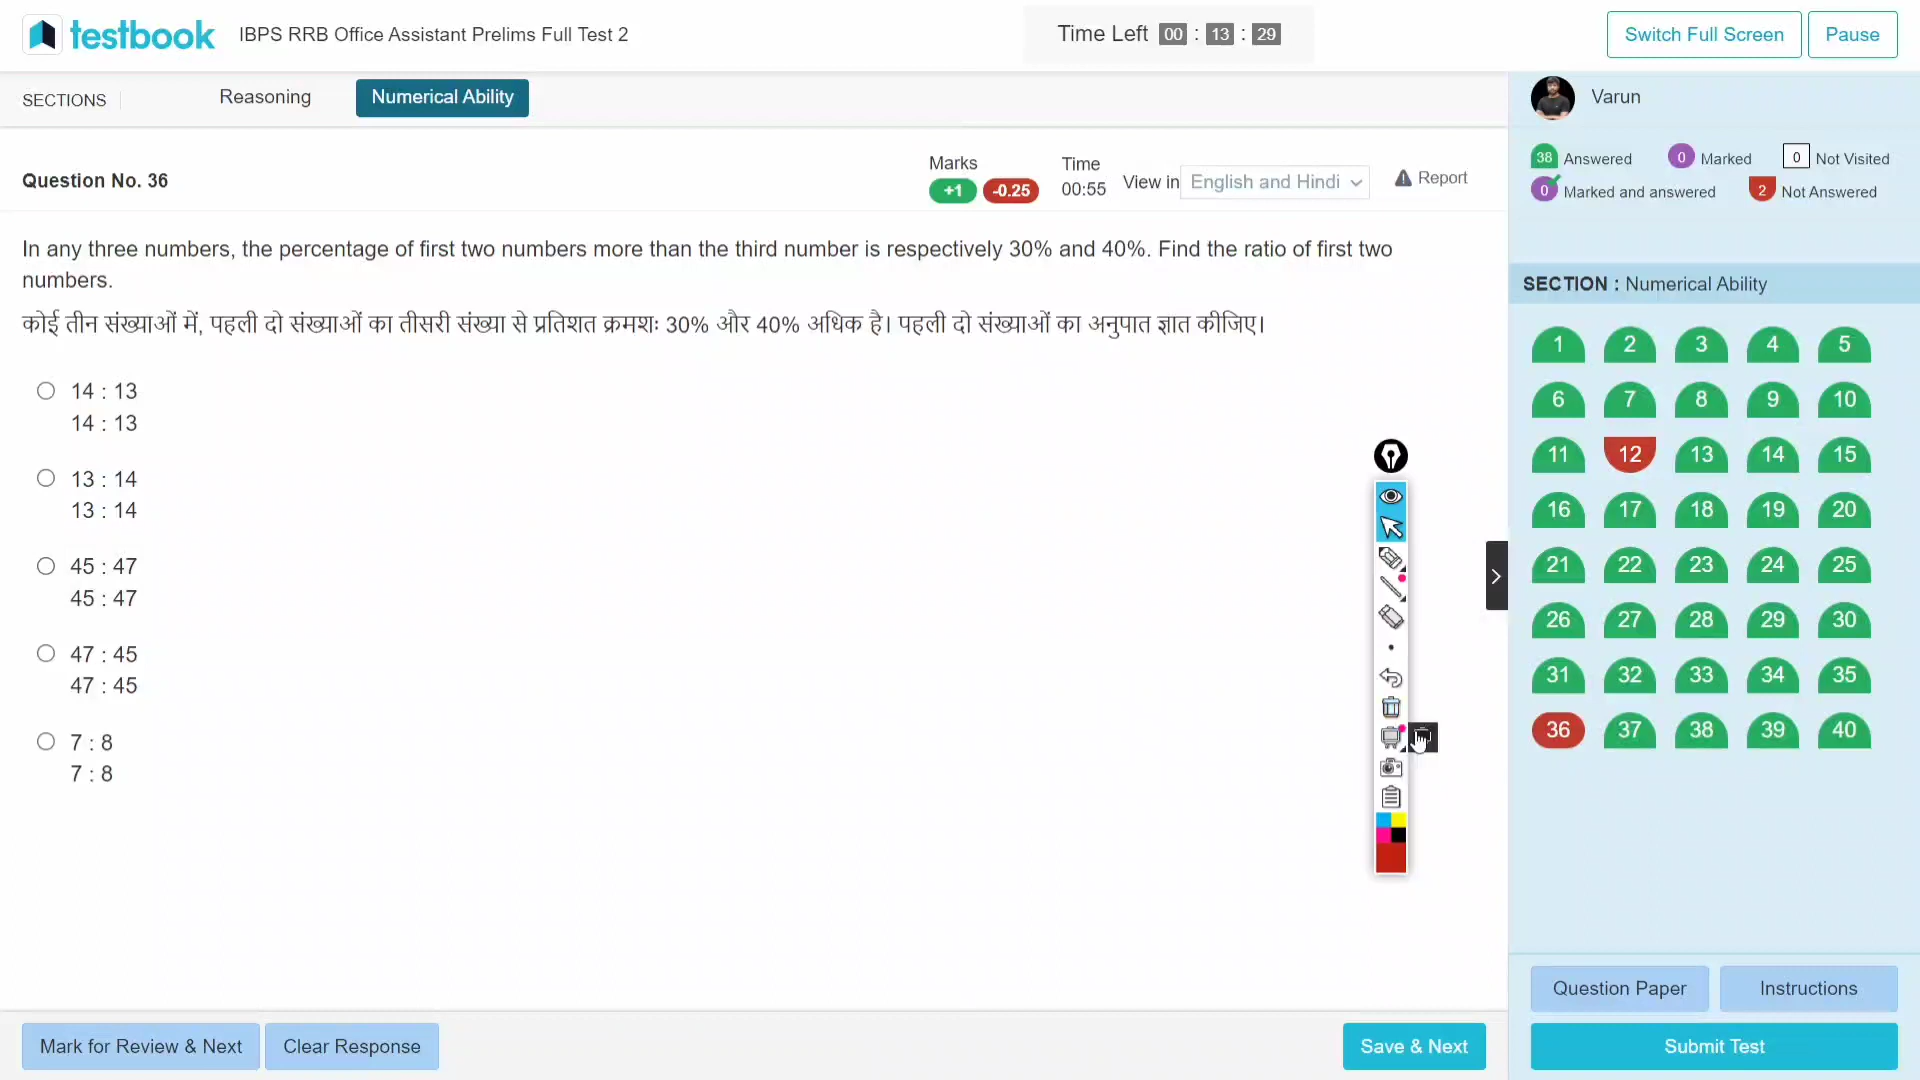 testbook
IBPS RRB Office Assistant Prelims Full Test 2
Time Left 00 : 13 : 29
Switch Full Screen
Pause
SECTIONS
Reasoning
Numerical Ability
Varun
38 Answered
0 Marked
0 Not Visited
0 Marked and answered
2 Not Answered
Question No. 36
Marks
+1 -0.25
Time
00:55
View in English and Hindi
Report
In any three numbers, the percentage of first two numbers more than the third number is respectively 30% and 40%. Find the ratio of first two
numbers.
कोई तीन संख्याओं में, पहली दो संख्याओं का तीसरी संख्या से प्रतिशत क्रमशः 30% और 40% अधिक है। पहली दो संख्याओं का अनुपात ज्ञात कीजिए।
14 : 13
14 : 13
13 : 14
13 : 14
45 : 47
45 : 47
47 : 45
47 : 45
7 : 8
7 : 8
SECTION : Numerical Ability
1 2 3 4 5
6 7 8 9 10
11 12 13 14 15
16 17 18 19 20
21 22 23 24 25
26 27 28 29 30
31 32 33 34 35
36 37 38 39 40
Question Paper
Instructions
Mark for Review & Next
Clear Response
Save & Next
Submit Test